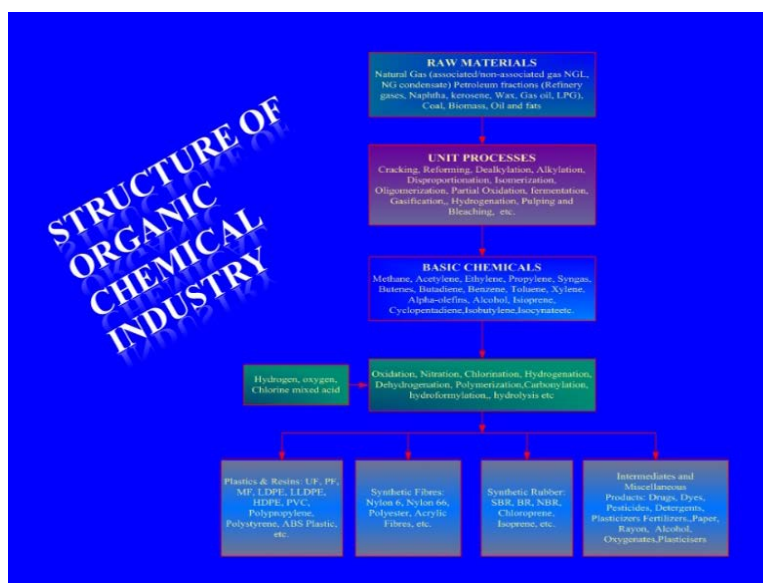 STRUCTURE OF
ORGANIC
CHEMICAL
INDUSTRY
RAW MATERIALS
Natural Gas (associated/non-associated gas NGL,
NG condensate) Petroleum fractions (Refinery
gases, Naphtha, kerosene, Wax, Gas oil, LPG),
Coal, Biomass, Oil and fats
UNIT PROCESSES
Cracking, Reforming, Dealkylation, Alkylation,
Disproportionation, Isomerization,
Oligomerization, Partial Oxidation, fermentation,
Gasification,, Hydrogenation, Pulping and
Bleaching, etc.
BASIC CHEMICALS
Methane, Acetylene, Ethylene, Propylene, Syngas,
Butenes, Butadiene, Benzene, Toluene, Xylene,
Alpha-olefins, Alcohol, Isioprene,
Cyclopentadiene,Isobutylene,Isocynateetc.
Hydrogen, oxygen,
Chlorine mixed acid
Oxidation, Nitration, Chlorination, Hydrogenation,
Dehydrogenation, Polymerization,Carbonylation,
hydroformylation,, hydrolysis etc
Plastics & Resins: UF, PF,
MF, LDPE, LLDPE,
HDPE, PVC,
Polypropylene,
Polystyrene, ABS Plastic,
etc.
Synthetic Fibres:
Nylon 6, Nylon 66,
Polyester, Acrylic
Fibres, etc.
Synthetic Rubber:
SBR, BR, NBR,
Chloroprene,
Isoprene, etc.
Intermediates and
Miscellaneous
Products: Drugs, Dyes,
Pesticides, Detergents,
Plasticizers Fertilizers.,Paper,
Rayon, Alcohol,
Oxygenates,Plasticisers